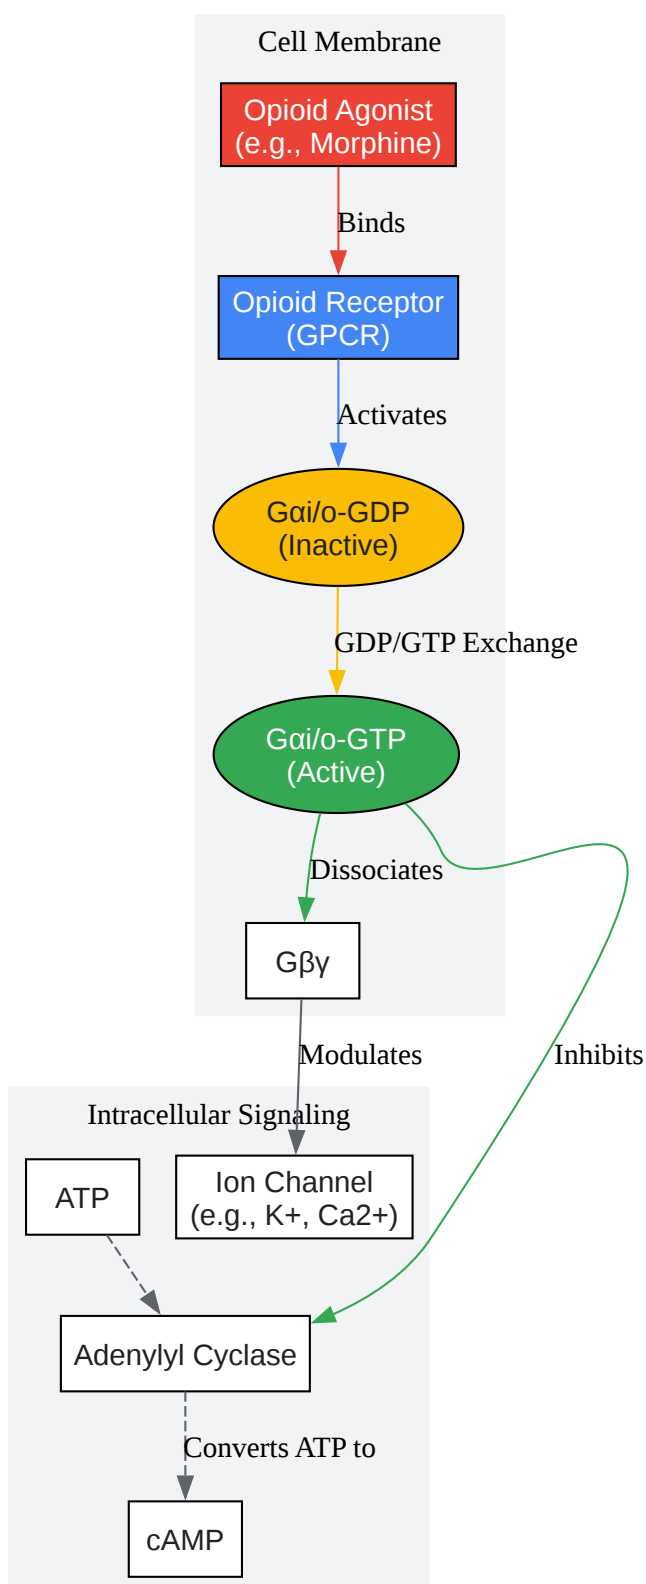 Cell Membrane
Opioid Agonist
(e.g., Morphine)
Binds
Opioid Receptor
(GPCR)
Activates
Gαi/o-GDP
(Inactive)
GDP/GTP Exchange
Gαi/o-GTP
(Active)
Dissociates
Gβγ
Modulates
Inhibits
Intracellular Signaling
ATP
Ion Channel
(e.g., K+, Ca2+)
Adenylyl Cyclase
Converts ATP to
cAMP